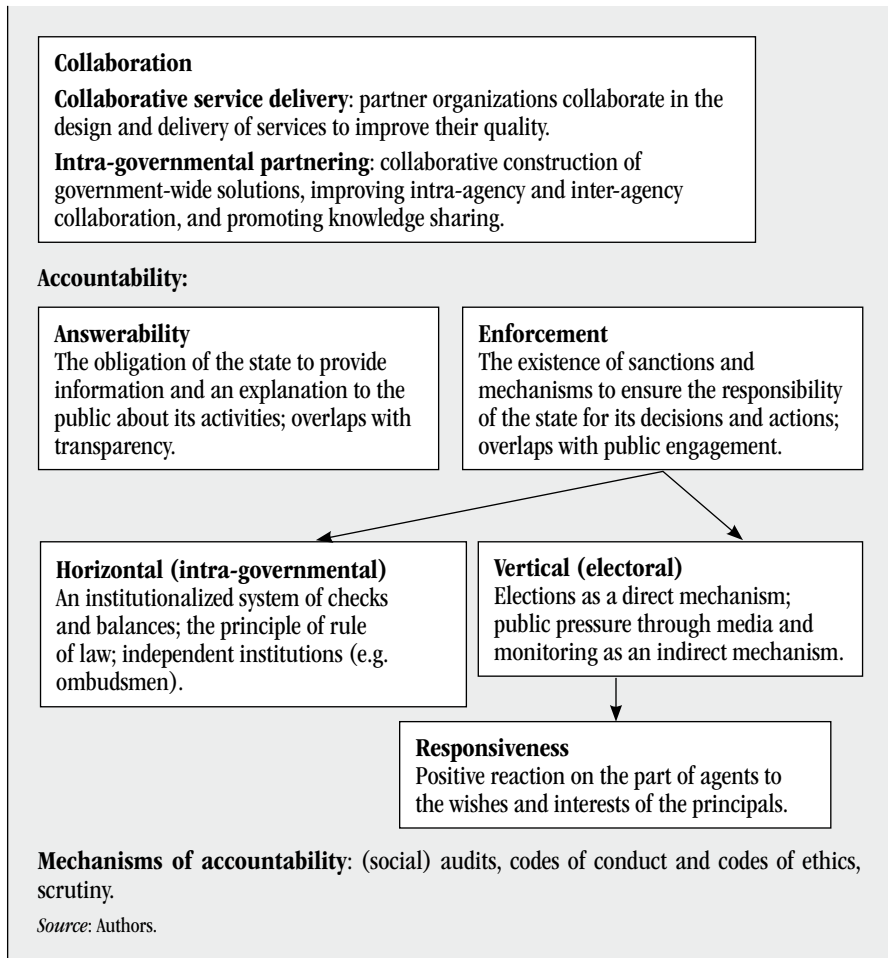 Collaboration
Collaborative service delivery: partner organizations collaborate in the
design and delivery of services to improve their quality.
Intra-governmental partnering: collaborative construction of
government-wide solutions, improving intra-agency and inter-agency
collaboration, and promoting knowledge sharing.
Accountability:
Answerability
The obligation of the state to provide
information and an explanation to the
public about its activities; overlaps with
transparency.
Enforcement
The existence of sanctions and
mechanisms to ensure the responsibility
of the state for its decisions and actions;
overlaps with public engagement.
Horizontal (intra-governmental)
An institutionalized system of checks
and balances; the principle of rule
of law; independent institutions (e.g.
ombudsmen).
Vertical (electoral)
Elections as a direct mechanism;
public pressure through media and
monitoring as an indirect mechanism.
Responsiveness
Positive reaction on the part of agents to
the wishes and interests of the principals.
Mechanisms of accountability: (social) audits, codes of conduct and codes of ethics,
scrutiny.
Source: Authors.